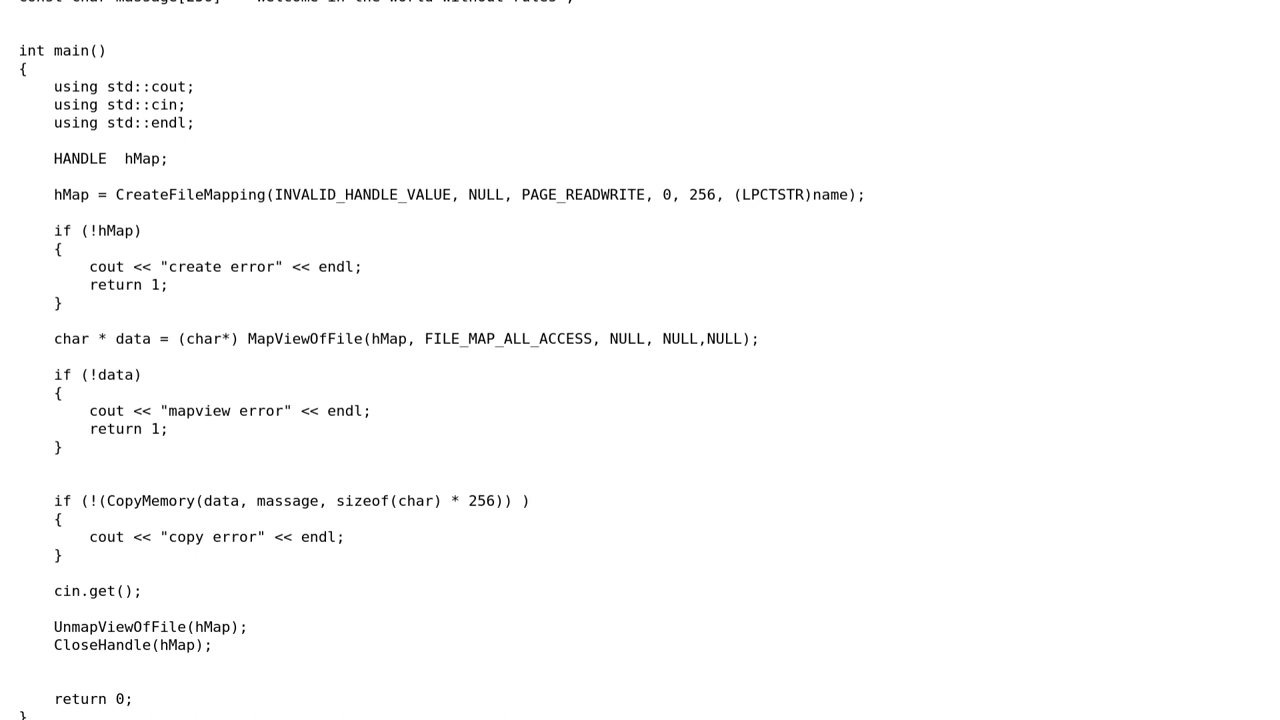 int main()
{
    using std::cout;
    using std::cin;
    using std::endl;

    HANDLE  hMap;

    hMap = CreateFileMapping(INVALID_HANDLE_VALUE, NULL, PAGE_READWRITE, 0, 256, (LPCTSTR)name);

    if (!hMap)
    {
        cout << "create error" << endl;
        return 1;
    }

    char * data = (char*) MapViewOfFile(hMap, FILE_MAP_ALL_ACCESS, NULL, NULL,NULL);

    if (!data)
    {
        cout << "mapview error" << endl;
        return 1;
    }

    if (!(CopyMemory(data, massage, sizeof(char) * 256)) )
    {
        cout << "copy error" << endl;
    }

    cin.get();

    UnmapViewOfFile(hMap);
    CloseHandle(hMap);

    return 0;
}